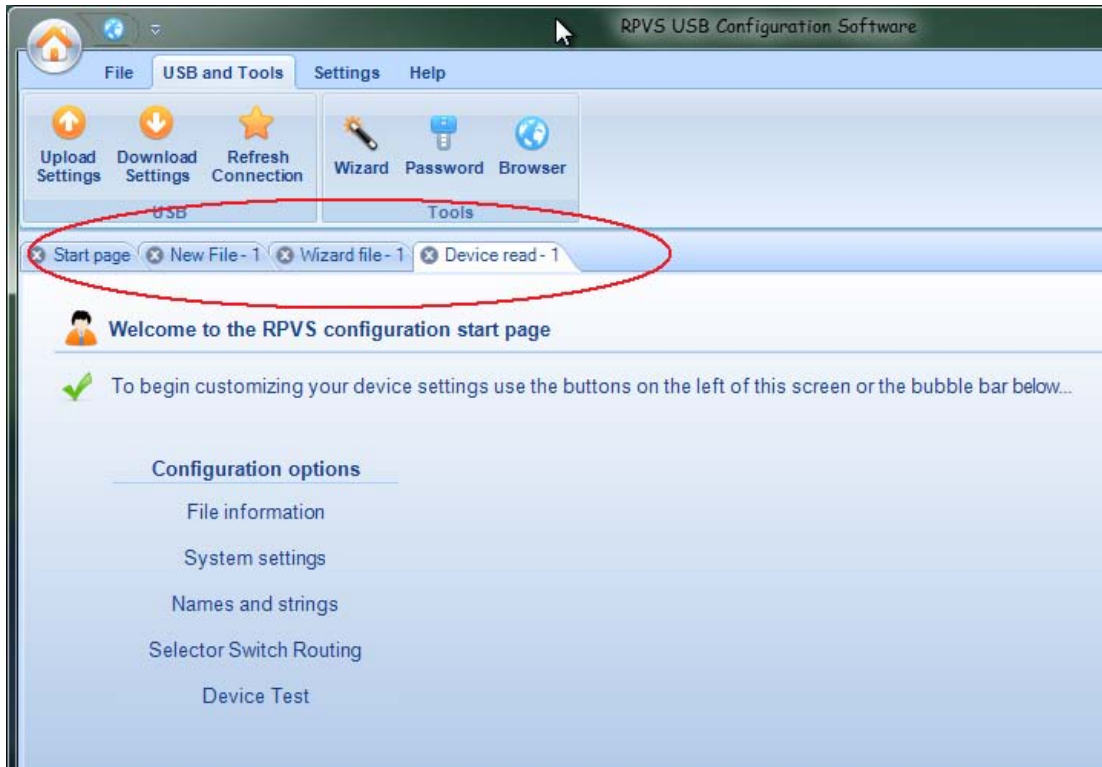 RPVS USB Configuration Software
File USB and Tools Settings Help
Upload Settings Download Settings Refresh Connection Wizard Password Browser
USB Tools
Start page New File - 1 Wizard file - 1 Device read - 1
Welcome to the RPVS configuration start page
To begin customizing your device settings use the buttons on the left of this screen or the bubble bar below...
Configuration options
File information
System settings
Names and strings
Selector Switch Routing
Device Test